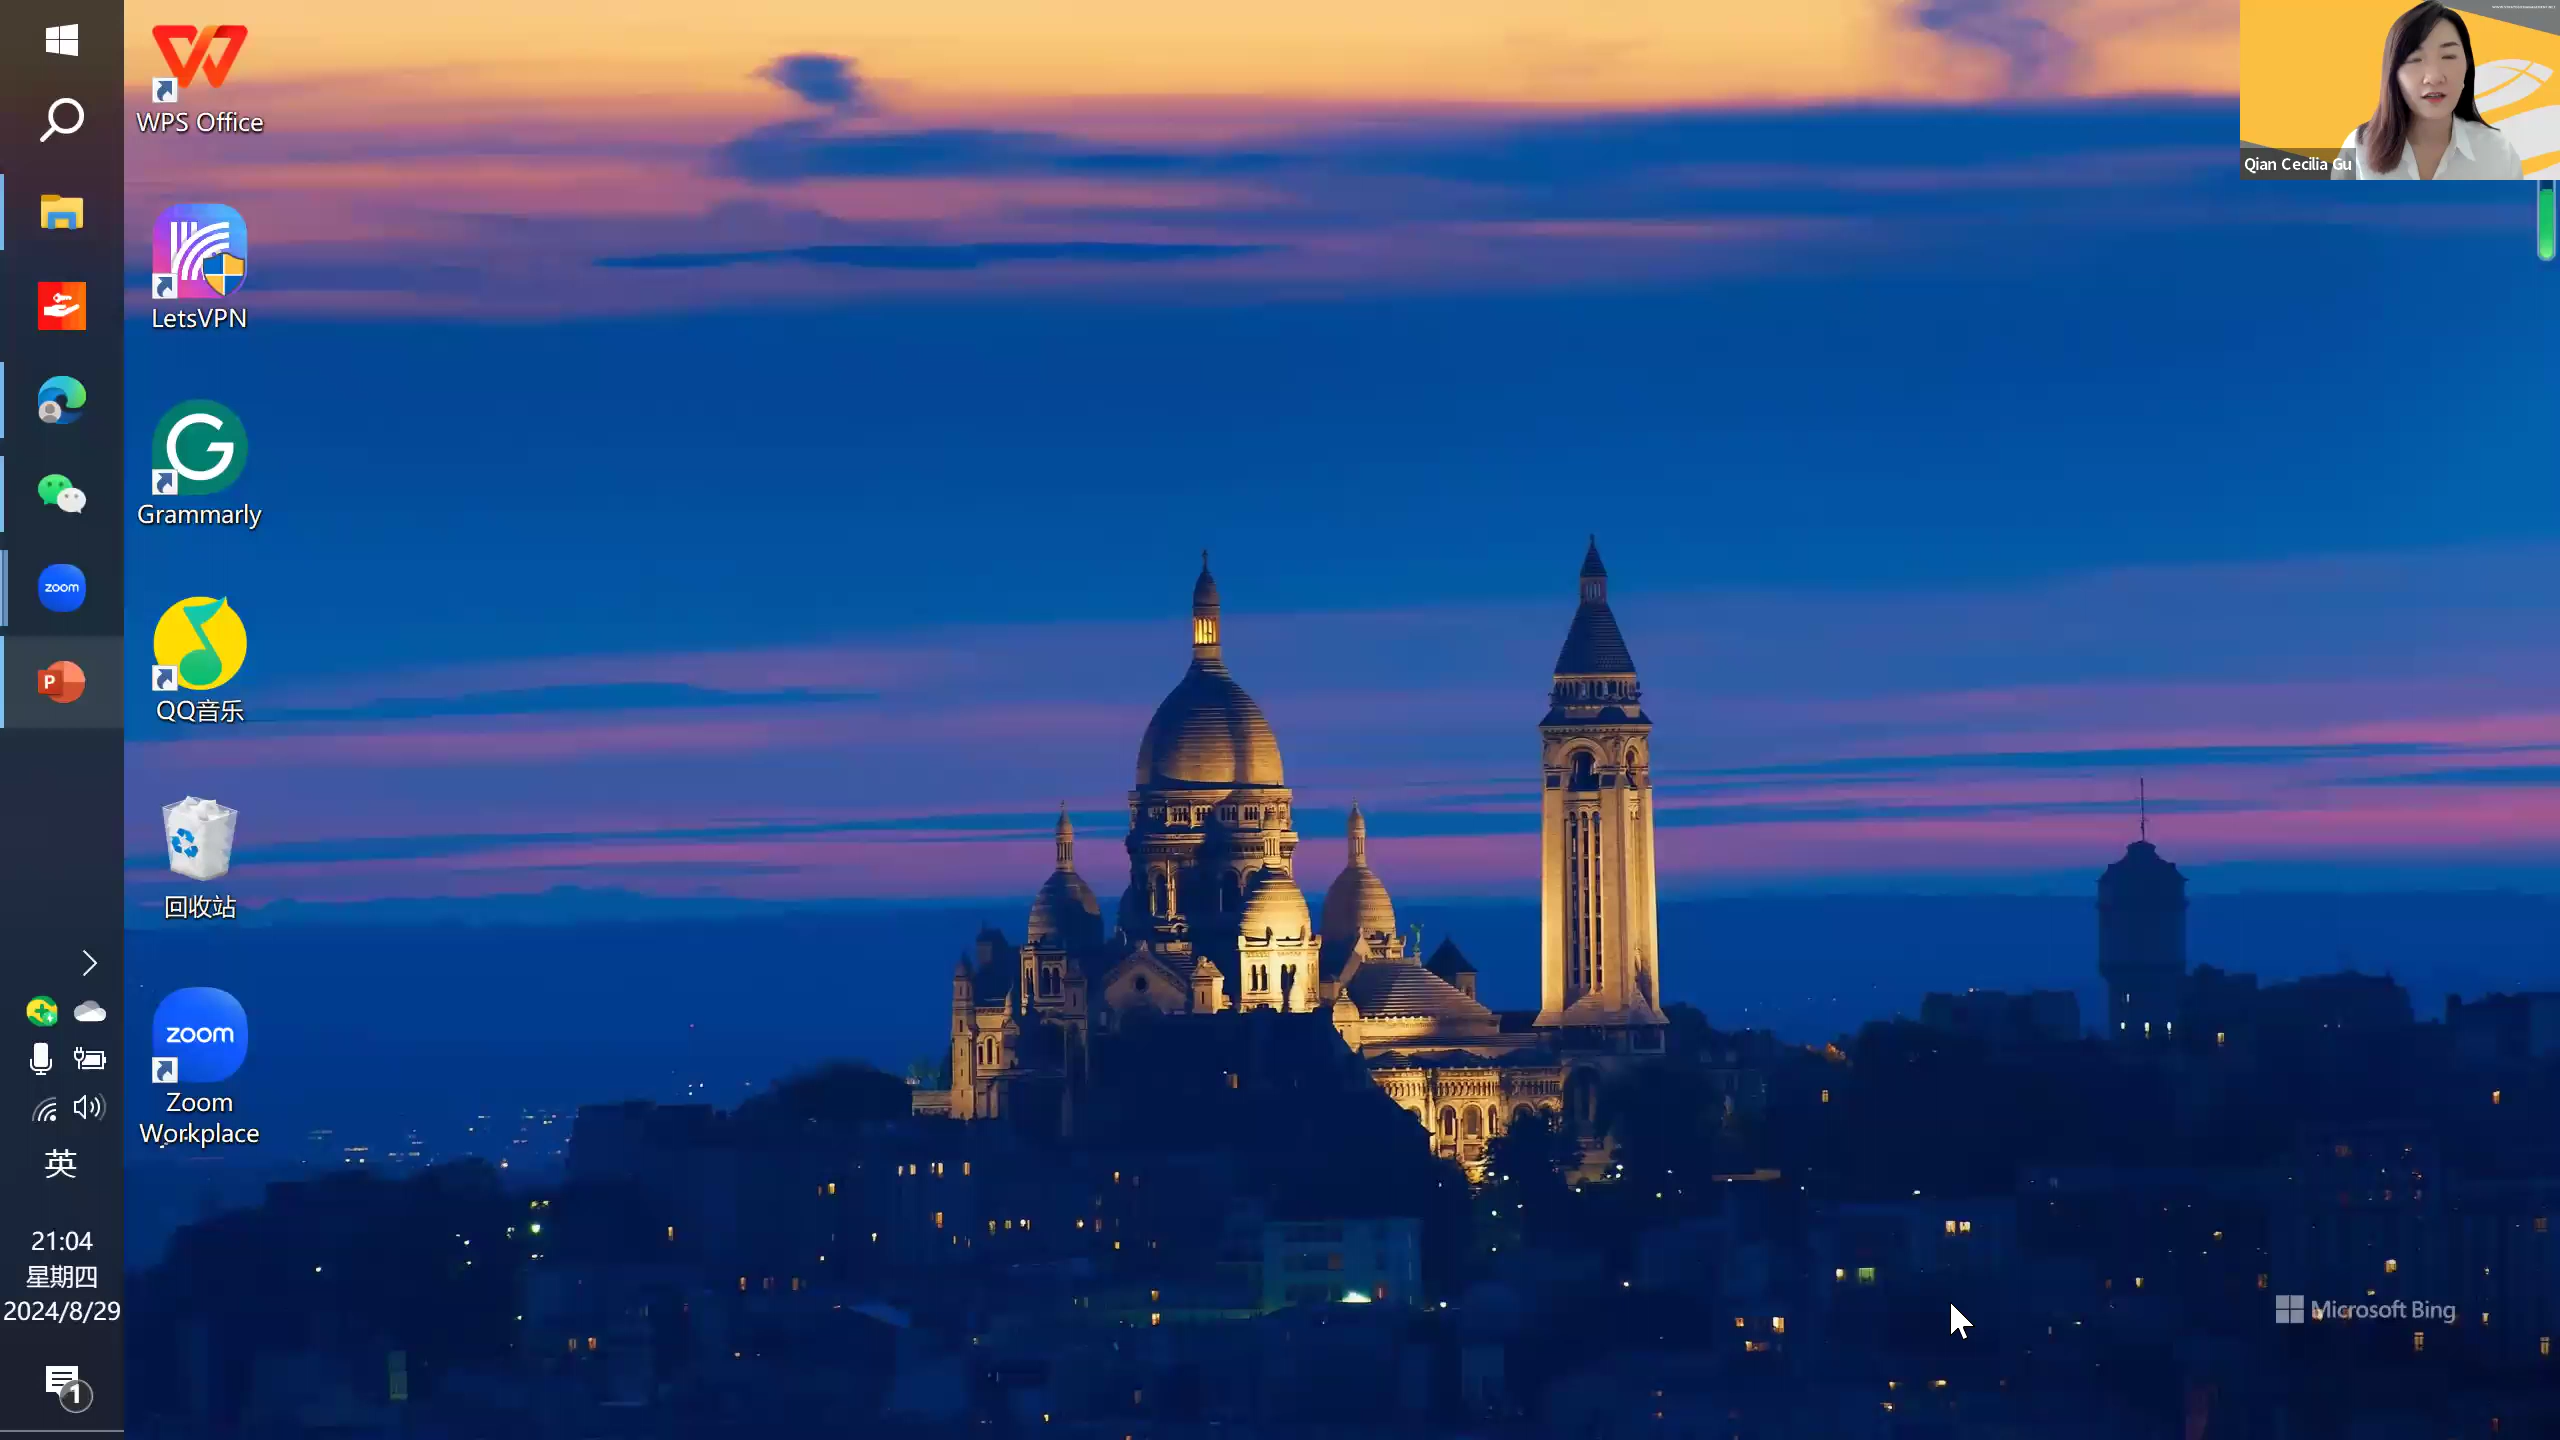 WPS Office
LetsVPN
Grammarly
QQ音乐
回收站
zoom
Zoom
Workplace
zoom
P
英
21:04
星期四
2024/8/29
1
Qian Cecilia Gu
Microsoft Bing